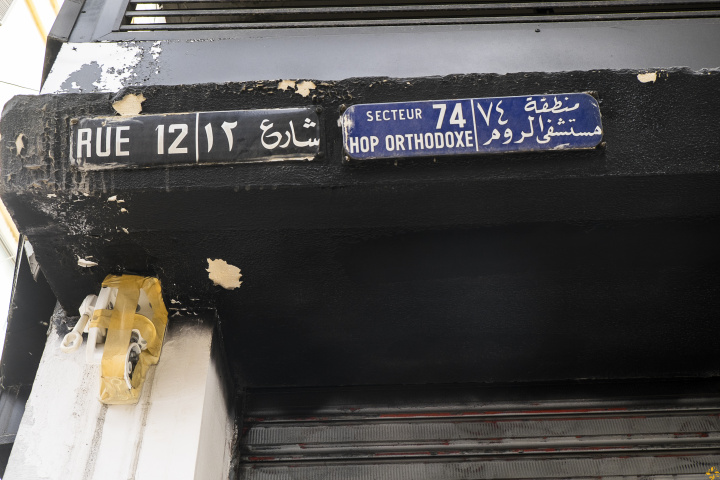 RUE 12
شارع ١٢
SECTEUR 74
HOP ORTHODOXE
منطقة ٧٤
مستشفى الروم